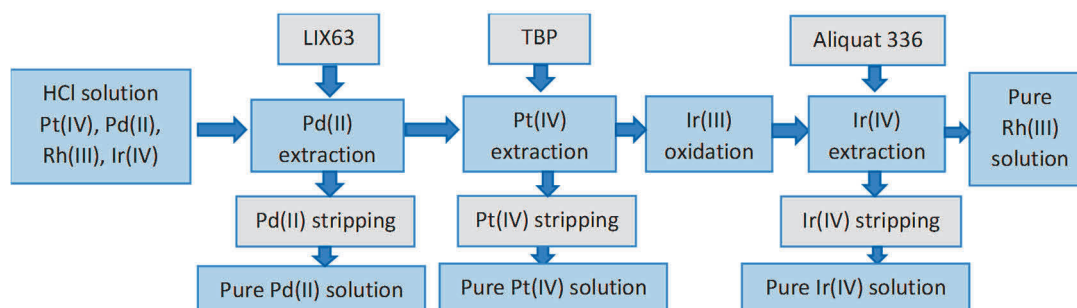 LIX63
TBP
Aliquat 336
HCl solution
Pt(IV), Pd(II),
Rh(III), Ir(IV)
Pd(II)
extraction
Pt(IV)
extraction
Ir(III)
oxidation
Ir(IV)
extraction
Pure
Rh(III)
solution
Pd(II) stripping
Pt(IV) stripping
Ir(IV) stripping
Pure Pd(II) solution
Pure Pt(IV) solution
Pure Ir(IV) solution